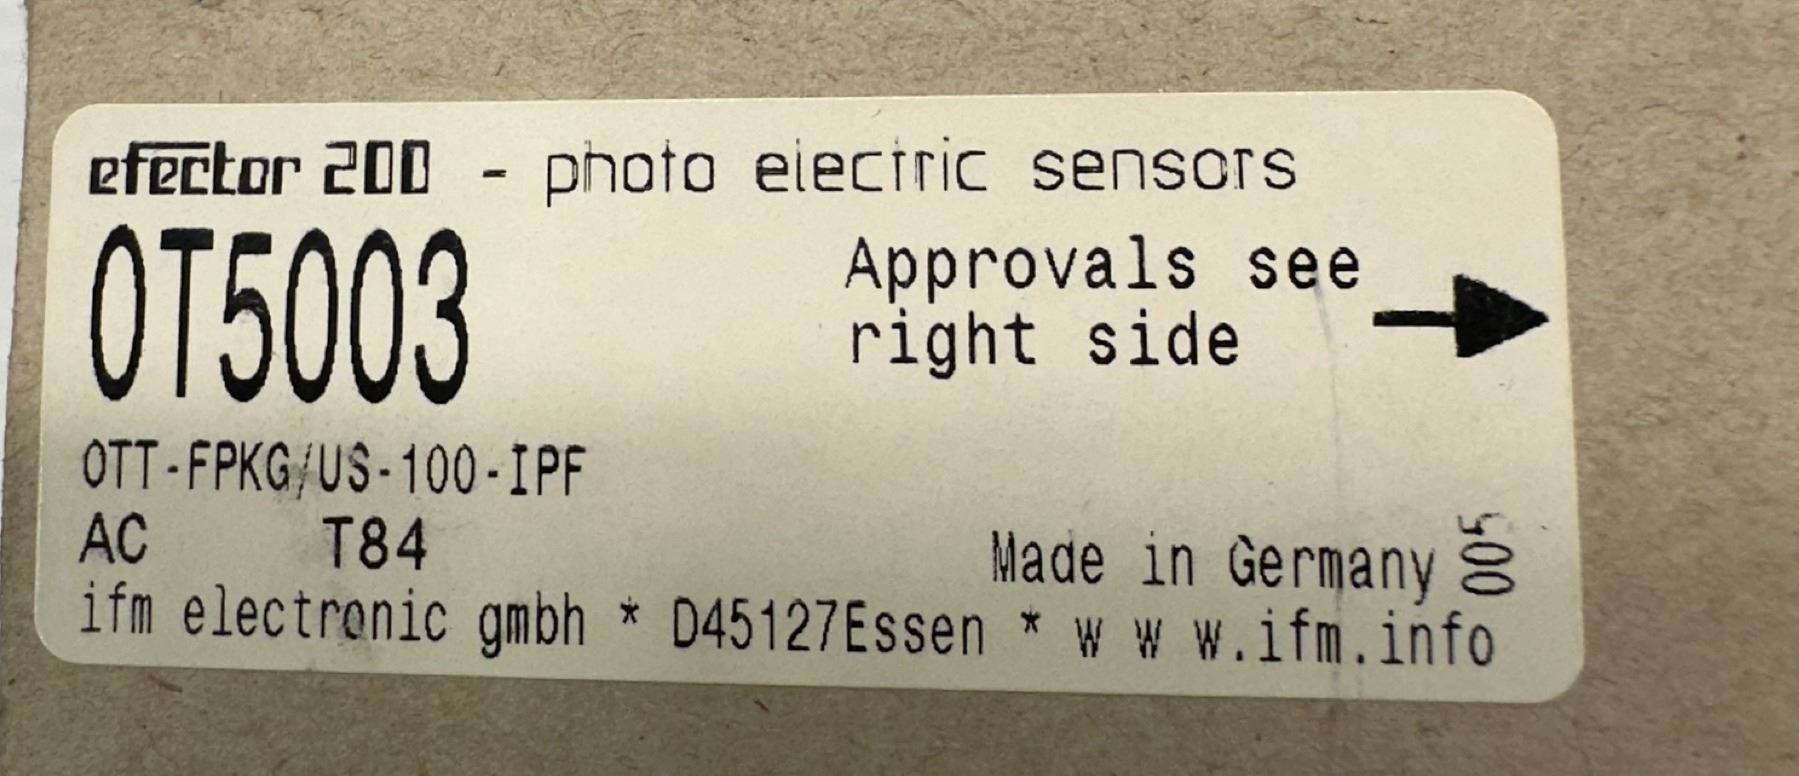 efector 200 - photo electric sensors
OT5003
Approvals see
right side
OTT-FPKG/US-100-IPF
AC T84
Made in Germany 005
ifm electronic gmbh * D45127Essen * w w w.ifm.info